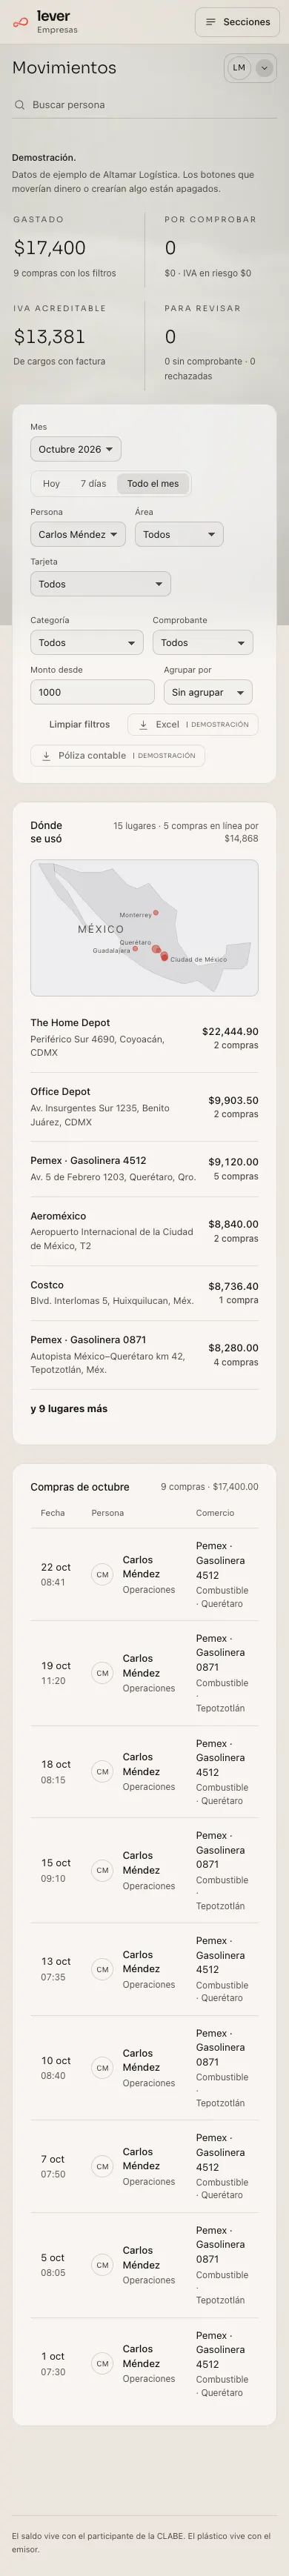 lever
Empresas
Secciones
Movimientos
LM
Buscar persona
Demostración.
Datos de ejemplo de Altamar Logística. Los botones que
moverían dinero o crearían algo están apagados.
GASTADO
$17,400
9 compras con los filtros
POR COMPROBAR
0
$0 · IVA en riesgo $0
IVA ACREDITABLE
$13,381
De cargos con factura
PARA REVISAR
0
0 sin comprobante · 0
rechazadas
Mes
Octubre 2026
Hoy
7 días
Todo el mes
Persona
Carlos Méndez
Área
Todos
Tarjeta
Todos
Categoría
Todos
Comprobante
Todos
Monto desde
1000
Agrupar por
Sin agrupar
Limpiar filtros
Excel | DEMOSTRACIÓN
Póliza contable | DEMOSTRACIÓN
Dónde
se usó
15 lugares · 5 compras en línea por
$14,868
Monterrey
MÉXICO
Querétaro
Guadalajara
Ciudad de México
The Home Depot
Periférico Sur 4690, Coyoacán,
CDMX
$22,444.90
2 compras
Office Depot
Av. Insurgentes Sur 1235, Benito
Juárez, CDMX
$9,903.50
2 compras
Pemex · Gasolinera 4512
Av. 5 de Febrero 1203, Querétaro, Qro.
$9,120.00
5 compras
Aeroméxico
Aeropuerto Internacional de la Ciudad
de México, T2
$8,840.00
2 compras
Costco
Blvd. Interlomas 5, Huixquilucan, Méx.
$8,736.40
1 compra
Pemex · Gasolinera 0871
Autopista México–Querétaro km 42,
Tepotzotlán, Méx.
$8,280.00
4 compras
y 9 lugares más
Compras de octubre
9 compras · $17,400.00
Fecha
Persona
Comercio
22 oct
08:41
CM
Carlos
Méndez
Operaciones
Pemex ·
Gasolinera
4512
Combustible
· Querétaro
19 oct
11:20
CM
Carlos
Méndez
Operaciones
Pemex ·
Gasolinera
0871
Combustible
·
Tepotzotlán
18 oct
08:15
CM
Carlos
Méndez
Operaciones
Pemex ·
Gasolinera
4512
Combustible
· Querétaro
15 oct
09:10
CM
Carlos
Méndez
Operaciones
Pemex ·
Gasolinera
0871
Combustible
·
Tepotzotlán
13 oct
07:35
CM
Carlos
Méndez
Operaciones
Pemex ·
Gasolinera
4512
Combustible
· Querétaro
10 oct
08:40
CM
Carlos
Méndez
Operaciones
Pemex ·
Gasolinera
0871
Combustible
·
Tepotzotlán
7 oct
07:50
CM
Carlos
Méndez
Operaciones
Pemex ·
Gasolinera
4512
Combustible
· Querétaro
5 oct
08:05
CM
Carlos
Méndez
Operaciones
Pemex ·
Gasolinera
0871
Combustible
·
Tepotzotlán
1 oct
07:30
CM
Carlos
Méndez
Operaciones
Pemex ·
Gasolinera
4512
Combustible
· Querétaro
El saldo vive con el participante de la CLABE. El plástico vive con el
emisor.